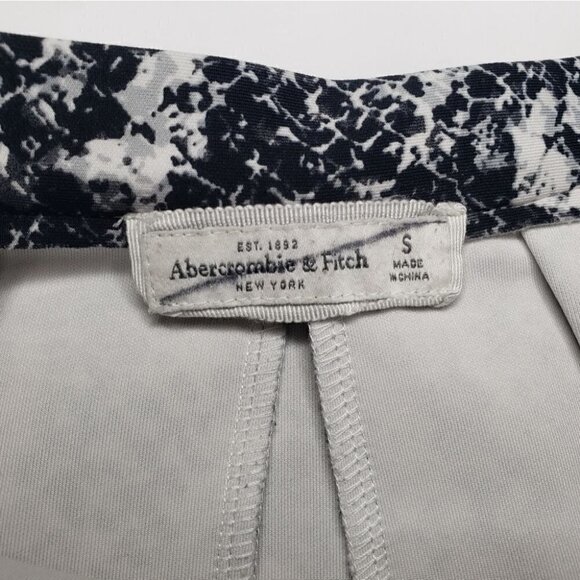 EST. 1892
Abercrombie & Fitch
NEW YORK
S
MADE
IN CHINA